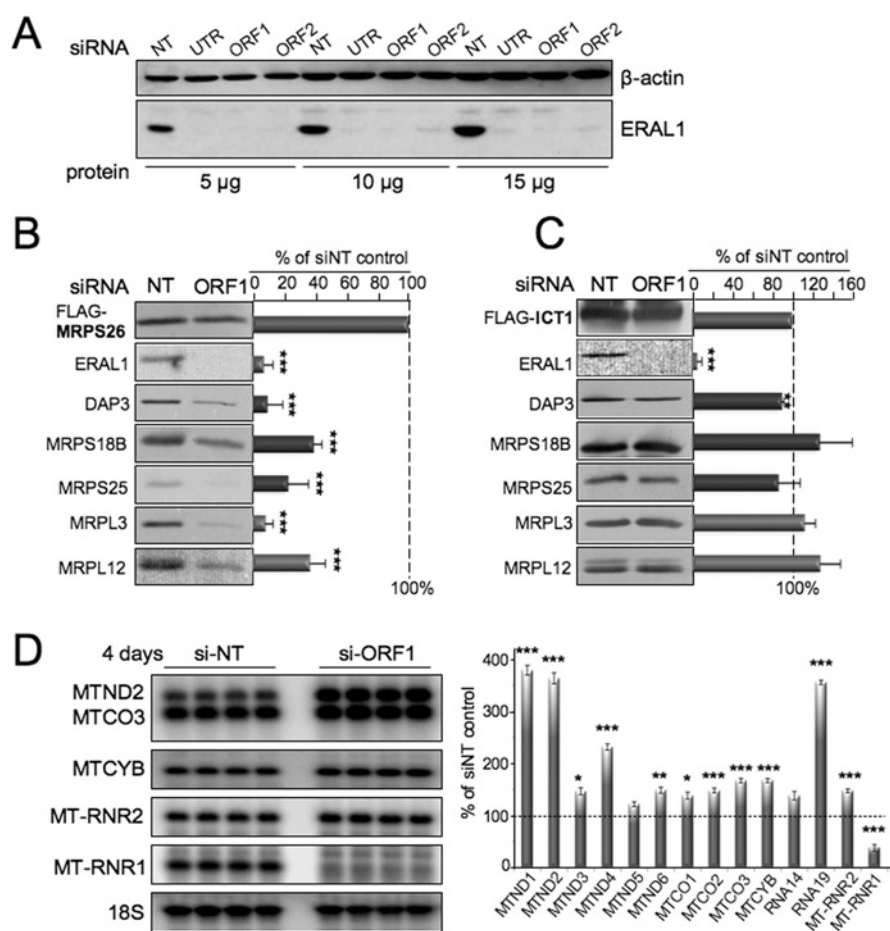 A
siRNA NT UTR ORF1 ORF2 NT UTR ORF1 ORF2 NT UTR ORF1 ORF2
β-actin
ERAL1
protein 5 µg 10 µg 15 µg
B
% of siNT control
siRNA NT ORF1 0 20 40 60 80 100
FLAG-
MRPS26
ERAL1 ***
DAP3 ***
MRPS18B ***
MRPS25 ***
MRPL3 ***
MRPL12 ***
100%
C
% of siNT control
siRNA NT ORF1 0 40 80 120 160
FLAG-ICT1
ERAL1 ***
DAP3 **
MRPS18B
MRPS25
MRPL3
MRPL12
100%
D
4 days si-NT si-ORF1
MTND2
MTCO3
MTCYB
MT-RNR2
MT-RNR1
18S
% of siNT control
400
300
200
100
0
*** *** * *** ** * *** *** *** *** *** ***
MTND1 MTND2 MTND3 MTND4 MTND5 MTND6 MTCO1 MTCO2 MTCO3 MTCYB RNA14 RNA19 MT-RNR2 MT-RNR1